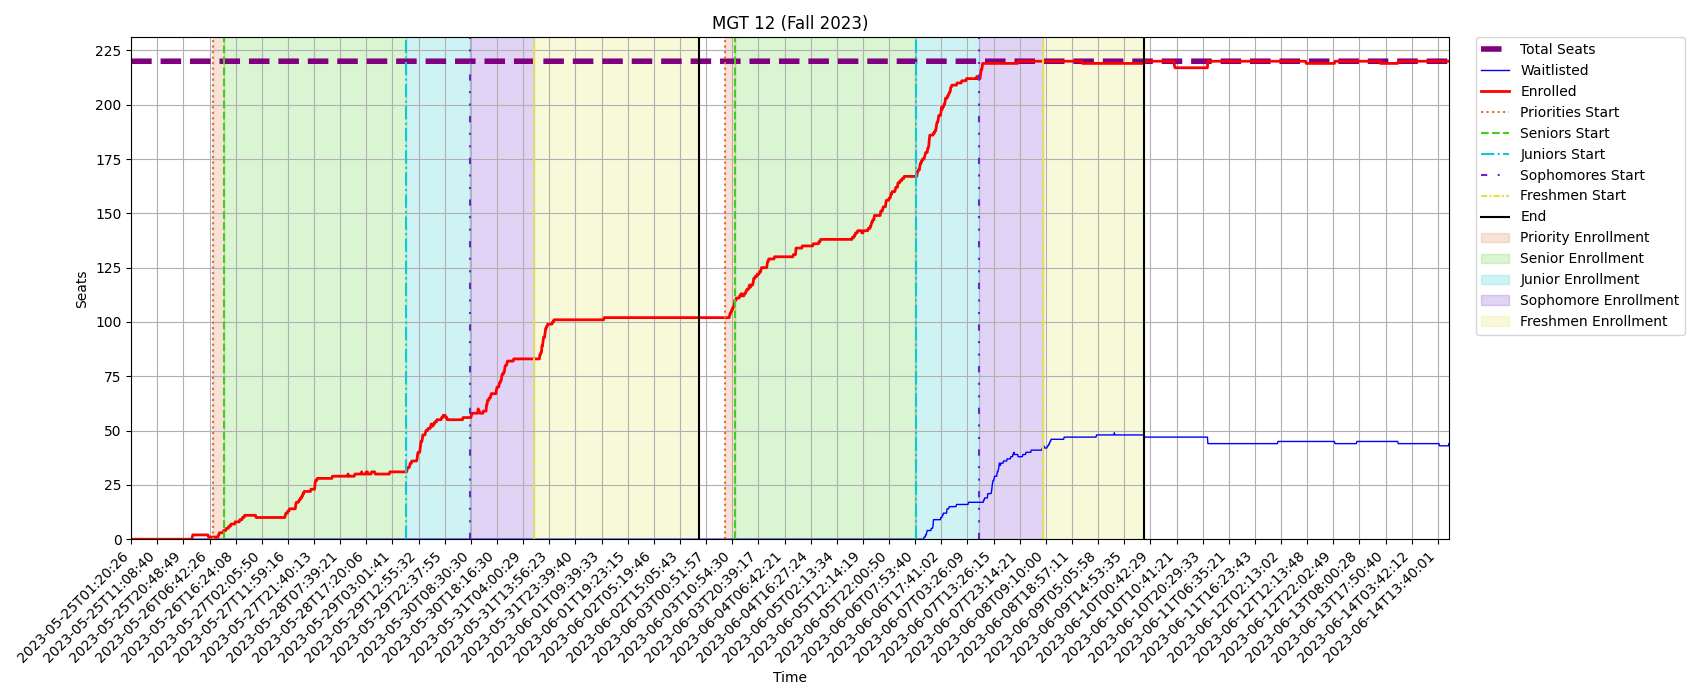 MGT 12 (Fall 2023)
Seats
225
200
175
150
125
100
75
50
25
0
2023-05-25T01:20:26
2023-05-25T11:08:40
2023-05-25T20:48:49
2023-05-26T06:42:26
2023-05-26T16:24:08
2023-05-27T02:05:50
2023-05-27T11:59:16
2023-05-27T21:40:13
2023-05-28T07:39:21
2023-05-28T17:20:06
2023-05-29T03:01:41
2023-05-29T12:55:32
2023-05-29T22:37:55
2023-05-30T08:30:30
2023-05-30T18:16:30
2023-05-31T04:00:29
2023-05-31T13:56:23
2023-05-31T23:39:40
2023-06-01T09:39:33
2023-06-01T19:23:15
2023-06-02T05:19:46
2023-06-02T15:05:43
2023-06-03T00:51:57
2023-06-03T10:54:30
2023-06-03T20:39:17
2023-06-04T06:42:21
2023-06-04T16:27:24
2023-06-05T02:13:34
2023-06-05T12:14:19
2023-06-05T22:00:50
2023-06-06T07:53:40
2023-06-06T17:41:02
2023-06-07T03:26:09
2023-06-07T13:26:15
2023-06-07T23:14:21
2023-06-08T09:10:00
2023-06-08T18:57:11
2023-06-09T05:05:58
2023-06-09T14:53:35
2023-06-10T00:42:29
2023-06-10T10:41:21
2023-06-10T20:29:33
2023-06-11T06:35:21
2023-06-11T16:23:43
2023-06-12T02:13:02
2023-06-12T12:13:48
2023-06-12T22:02:49
2023-06-13T08:00:28
2023-06-13T17:50:40
2023-06-14T03:42:12
2023-06-14T13:40:01
Time
Total Seats
Waitlisted
Enrolled
Priorities Start
Seniors Start
Juniors Start
Sophomores Start
Freshmen Start
End
Priority Enrollment
Senior Enrollment
Junior Enrollment
Sophomore Enrollment
Freshmen Enrollment